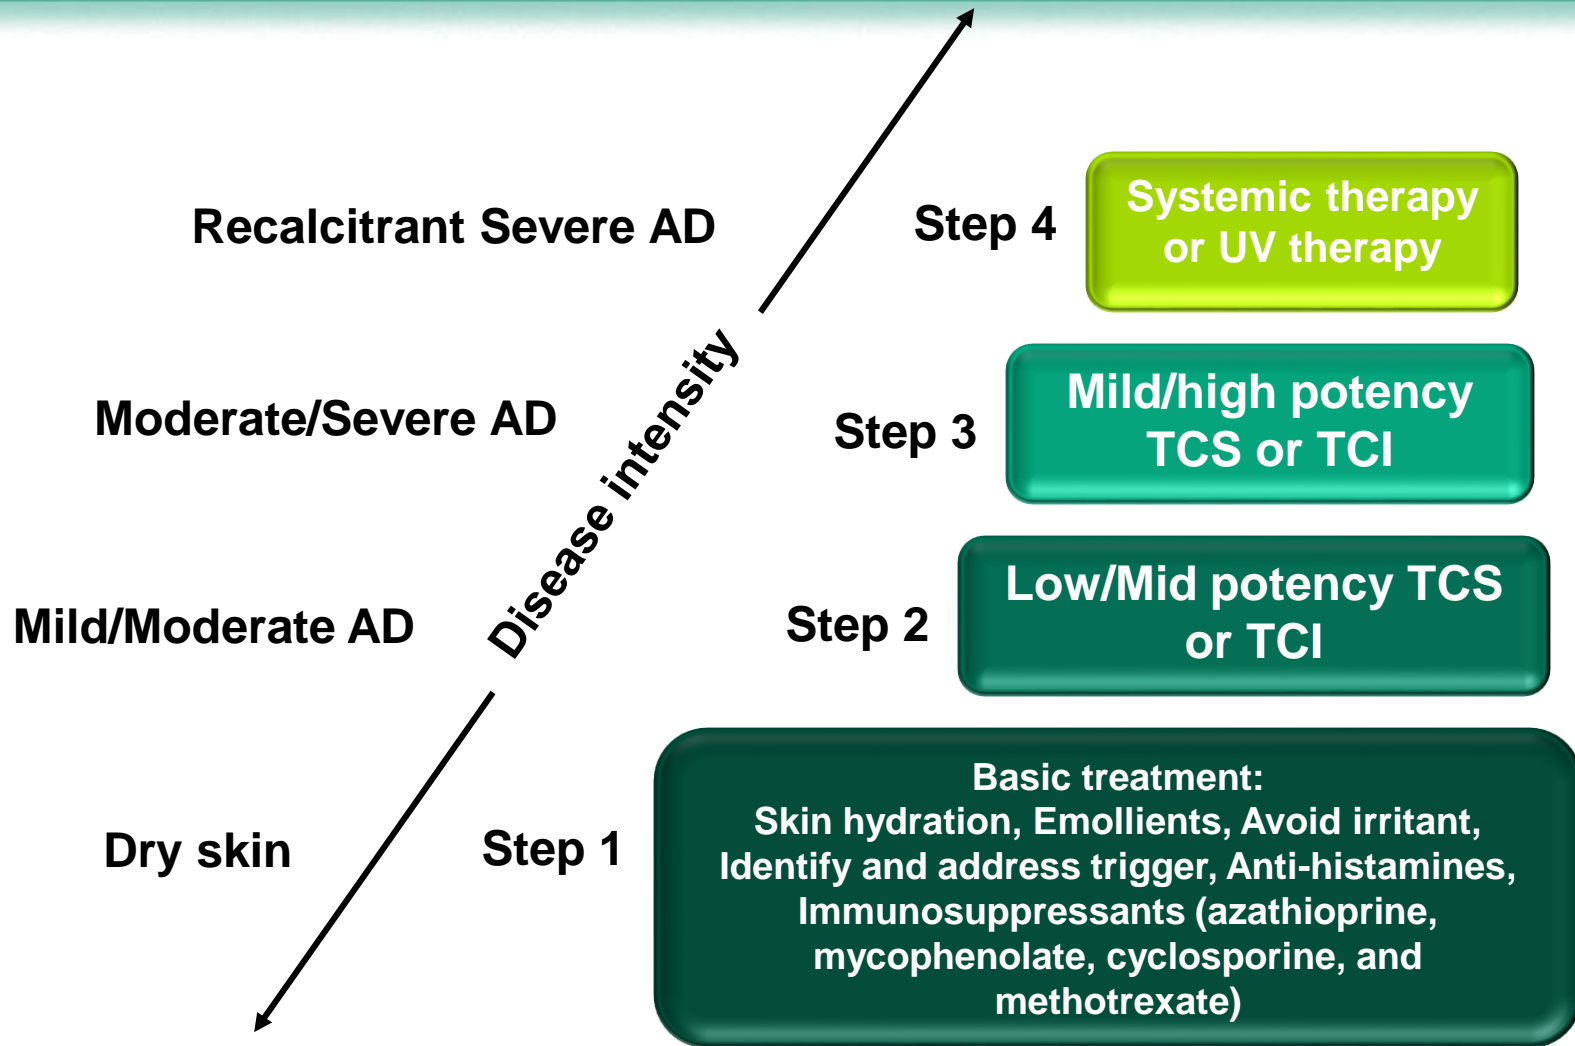 Recalcitrant Severe AD
Step 4
Systemic therapy
or UV therapy
Moderate/Severe AD
Step 3
Mild/high potency
TCS or TCI
Disease intensity
Mild/Moderate AD
Step 2
Low/Mid potency TCS
or TCI
Dry skin
Step 1
Basic treatment:
Skin hydration, Emollients, Avoid irritant,
Identify and address trigger, Anti-histamines,
Immunosuppressants (azathioprine,
mycophenolate, cyclosporine, and
methotrexate)